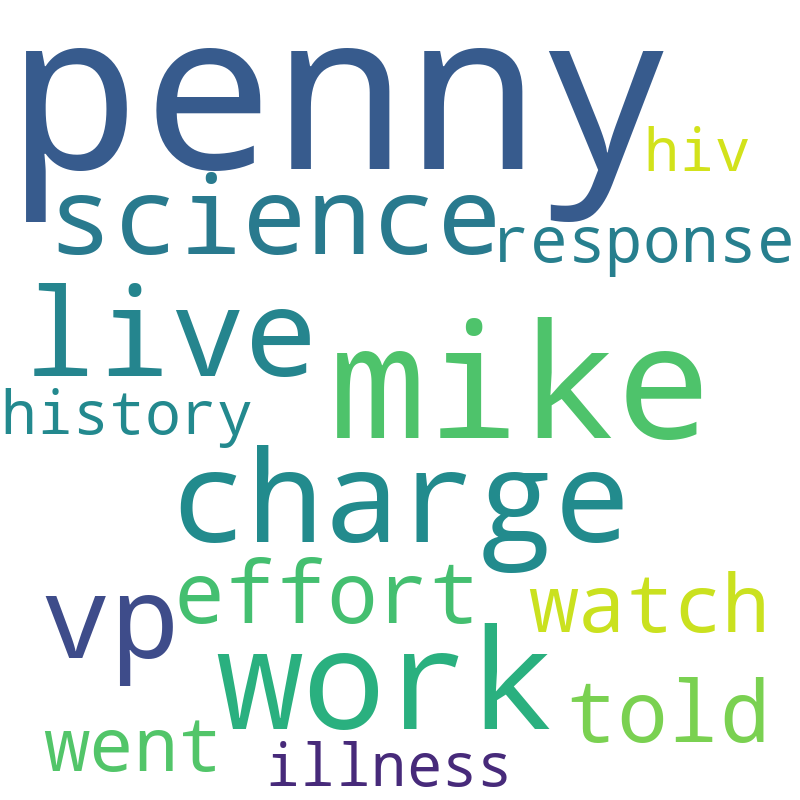 penny
hiv
science
response
live
mike
history
charge
effort
watch
vp
work
told
went
illness